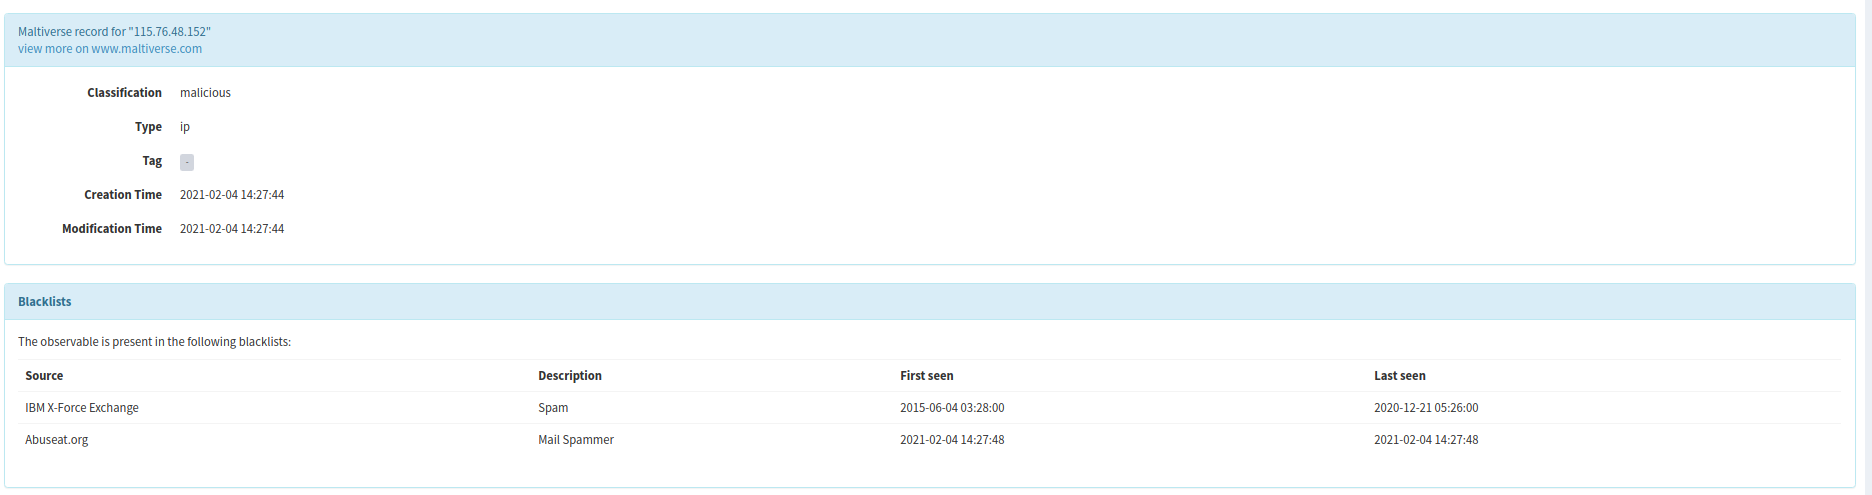 Maltiverse record for "115.76.48.152"
view more on www.maltiverse.com
Classification malicious
Type ip
Tag -
Creation Time 2021-02-04 14:27:44
Modification Time 2021-02-04 14:27:44
Blacklists
The observable is present in the following blacklists:
Source Description First seen Last seen
IBM X-Force Exchange Spam 2015-06-04 03:28:00 2020-12-21 05:26:00
Abuseat.org Mail Spammer 2021-02-04 14:27:48 2021-02-04 14:27:48